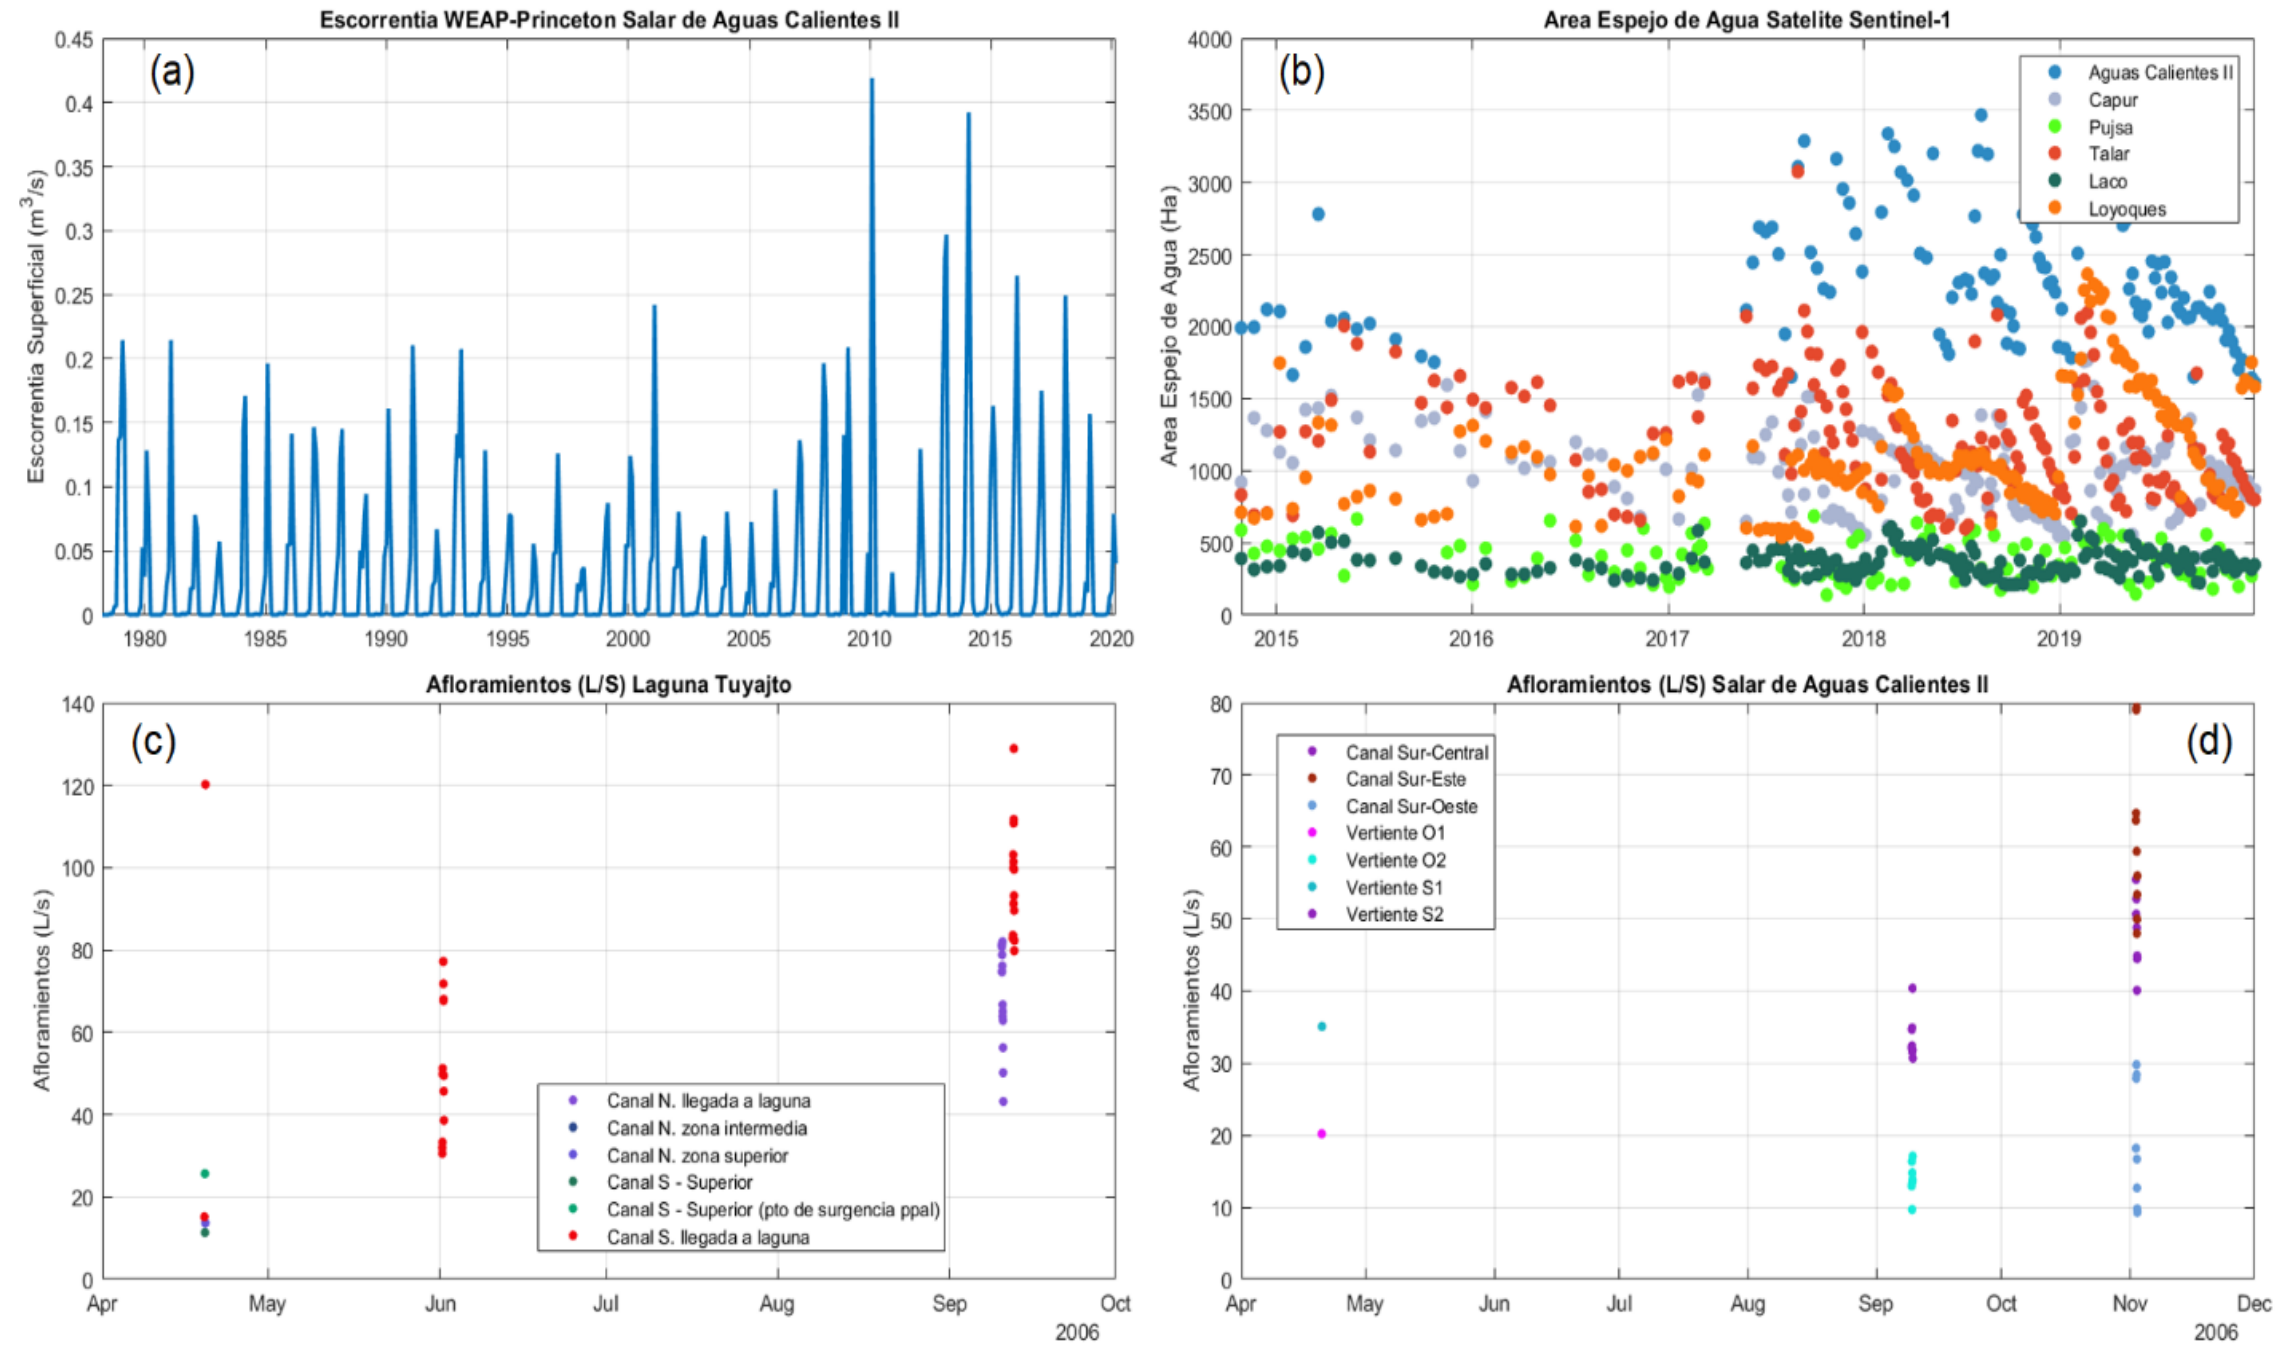 Escorrentia WEAP-Princeton Salar de Aguas Calientes II
(a)
Escorrentia Superficial (m³/s)
0.45
0.4
0.35
0.3
0.25
0.2
0.15
0.1
0.05
0
1980 1985 1990 1995 2000 2005 2010 2015 2020
Area Espejo de Agua Satelite Sentinel-1
(b)
Area Espejo de Agua (Ha)
4000
3500
3000
2500
2000
1500
1000
500
0
2015 2016 2017 2018 2019
Aguas Calientes II
Capur
Pujsa
Talar
Laco
Loyoques
Afloramientos (L/S) Laguna Tuyajto
(c)
Afloramientos (L/s)
140
120
100
80
60
40
20
0
Apr May Jun Jul Aug Sep Oct
2006
Canal N. llegada a laguna
Canal N. zona intermedia
Canal N. zona superior
Canal S - Superior
Canal S - Superior (pto de surgencia ppal)
Canal S. llegada a laguna
Afloramientos (L/S) Salar de Aguas Calientes II
(d)
Afloramientos (L/s)
80
70
60
50
40
30
20
10
0
Apr May Jun Jul Aug Sep Oct Nov Dec
2006
Canal Sur-Central
Canal Sur-Este
Canal Sur-Oeste
Vertiente O1
Vertiente O2
Vertiente S1
Vertiente S2